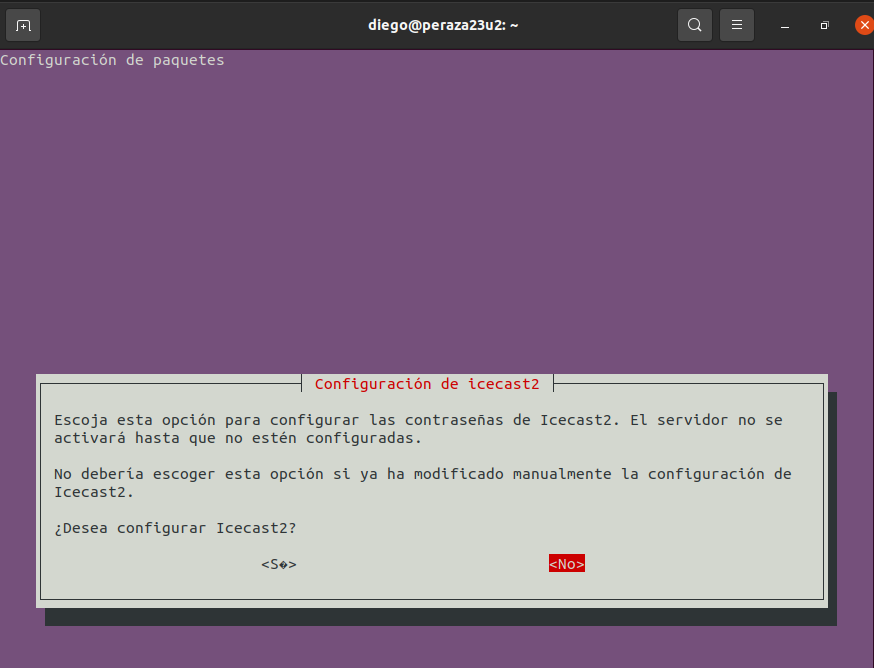 diego@peraza23u2: ~
Configuración de paquetes
Configuración de icecast2
Escoja esta opción para configurar las contraseñas de Icecast2. El servidor no se
activará hasta que no estén configuradas.
No debería escoger esta opción si ya ha modificado manualmente la configuración de
Icecast2.
¿Desea configurar Icecast2?
<S�> <No>